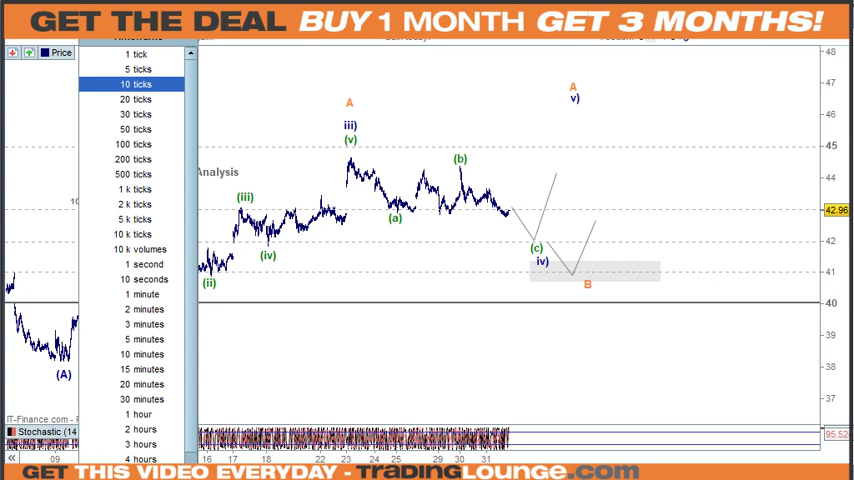 GET THE DEAL BUY 1 MONTH GET 3 MONTHS!
Price
1 tick
5 ticks
10 ticks
20 ticks
30 ticks
50 ticks
100 ticks
200 ticks
500 ticks
1 k ticks
2 k ticks
5 k ticks
10 k ticks
10 k volumes
1 second
10 seconds
1 minute
2 minutes
3 minutes
5 minutes
10 minutes
15 minutes
20 minutes
30 minutes
1 hour
2 hours
3 hours
4 hours
Analysis
10
A
iii)
(v)
(iii)
(iv)
(ii)
(a)
(b)
A
v)
(c)
iv)
B
(A)
48
47
46
45
44
42.96
42
41
40
39
38
37
95.52
IT-Finance.com
Stochastic (14
09
16
17
18
22
23
24
25
28
29
30
31
GET THIS VIDEO EVERYDAY - TradingLounge.com